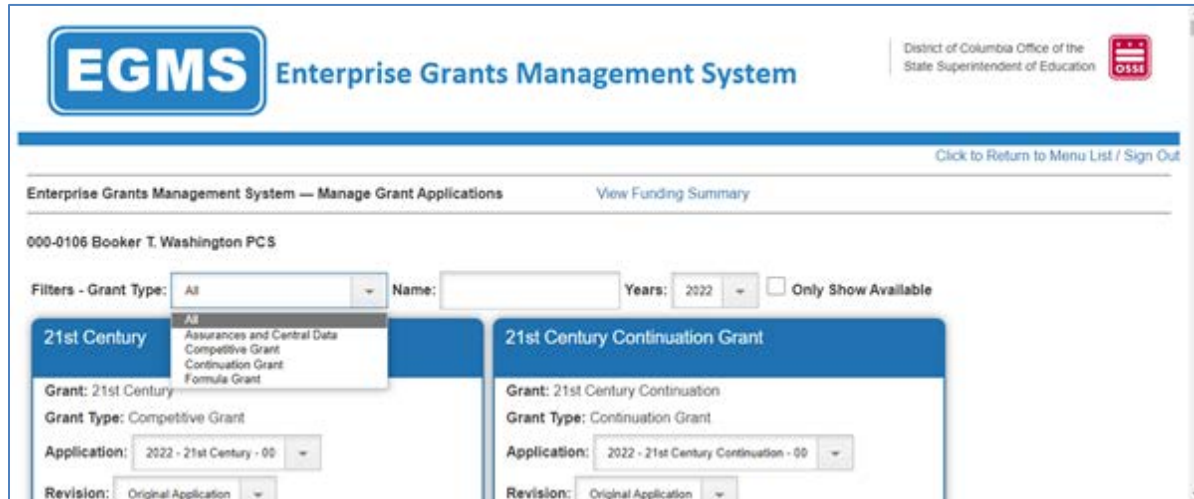 EGMS Enterprise Grants Management System
District of Columbia Office of the
State Superintendent of Education
OSSE
Click to Return to Menu List / Sign Out
Enterprise Grants Management System — Manage Grant Applications View Funding Summary
000-0106 Booker T. Washington PCS
Filters - Grant Type: All Name: Years: 2022 Only Show Available
All
Assurances and Central Data
Competitive Grant
Continuation Grant
Formula Grant
21st Century
Grant: 21st Century
Grant Type: Competitive Grant
Application: 2022 - 21st Century - 00
Revision: Original Application
21st Century Continuation Grant
Grant: 21st Century Continuation
Grant Type: Continuation Grant
Application: 2022 - 21st Century Continuation - 00
Revision: Original Application